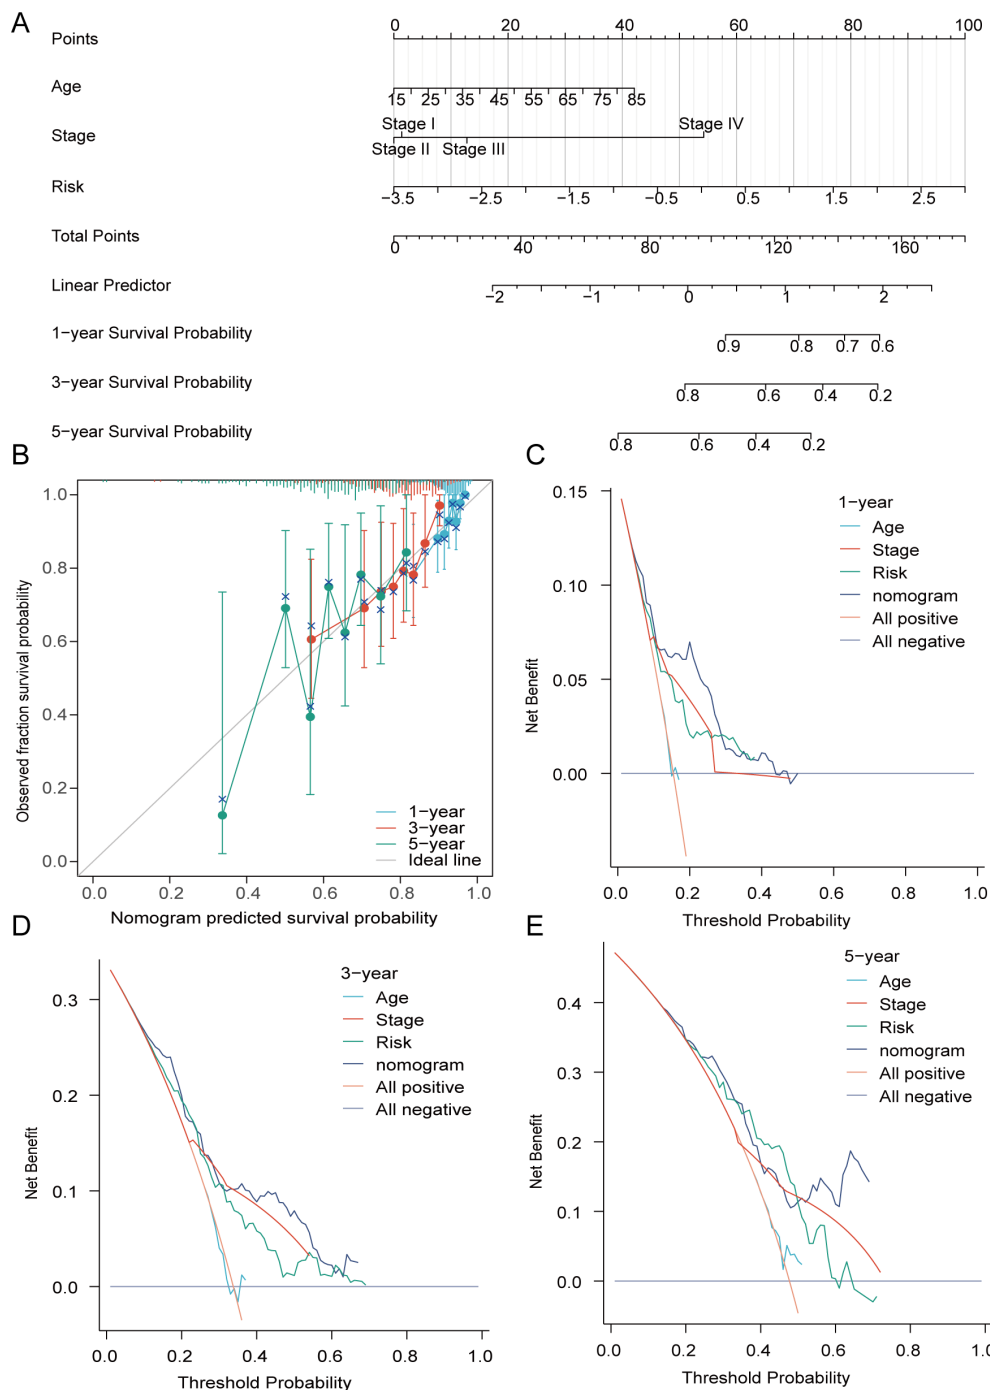 A
Points
0 20 40 60 80 100
Age
15 25 35 45 55 65 75 85
Stage I Stage IV
Stage
Stage II Stage III
Risk
−3.5 −2.5 −1.5 −0.5 0.5 1.5 2.5
Total Points
0 40 80 120 160
Linear Predictor
−2 −1 0 1 2
1−year Survival Probability
0.9 0.8 0.7 0.6
3−year Survival Probability
0.8 0.6 0.4 0.2
5−year Survival Probability
0.8 0.6 0.4 0.2
B
Observed fraction survival probability
1.0
0.8
0.6
0.4
0.2
0.0
1−year
3−year
5−year
Ideal line
0.0 0.2 0.4 0.6 0.8 1.0
Nomogram predicted survival probability
C
Net Benefit
0.15
0.10
0.05
0.00
1−year
Age
Stage
Risk
nomogram
All positive
All negative
0.0 0.2 0.4 0.6 0.8 1.0
Threshold Probability
D
Net Benefit
0.3
0.2
0.1
0.0
3−year
Age
Stage
Risk
nomogram
All positive
All negative
0.0 0.2 0.4 0.6 0.8 1.0
Threshold Probability
E
Net Benefit
0.4
0.3
0.2
0.1
0.0
5−year
Age
Stage
Risk
nomogram
All positive
All negative
0.0 0.2 0.4 0.6 0.8 1.0
Threshold Probability